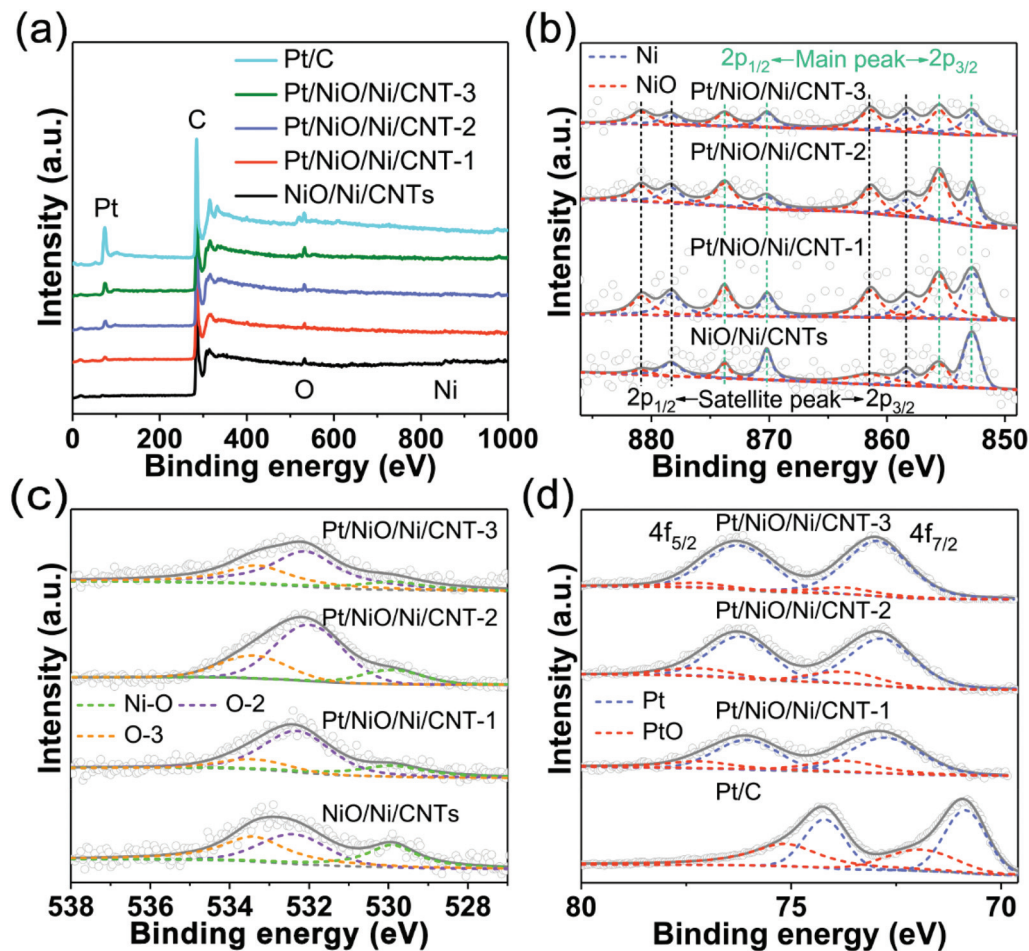 (a)
Pt/C
Pt/NiO/Ni/CNT-3
Pt/NiO/Ni/CNT-2
Pt/NiO/Ni/CNT-1
NiO/Ni/CNTs
C
Pt
O
Ni
Intensity (a.u.)
0 200 400 600 800 1000
Binding energy (eV)
(b)
Ni
NiO
2p1/2 ←Main peak→ 2p3/2
Pt/NiO/Ni/CNT-3
Pt/NiO/Ni/CNT-2
Pt/NiO/Ni/CNT-1
NiO/Ni/CNTs
2p1/2 ←Satellite peak→ 2p3/2
Intensity (a.u.)
880 870 860 850
Binding energy (eV)
(c)
Pt/NiO/Ni/CNT-3
Pt/NiO/Ni/CNT-2
Ni-O O-2
O-3
Pt/NiO/Ni/CNT-1
NiO/Ni/CNTs
Intensity (a.u.)
538 536 534 532 530 528
Binding energy (eV)
(d)
Pt/NiO/Ni/CNT-3
4f5/2 4f7/2
Pt/NiO/Ni/CNT-2
Pt
PtO
Pt/NiO/Ni/CNT-1
Pt/C
Intensity (a.u.)
80 75 70
Binding energy (eV)